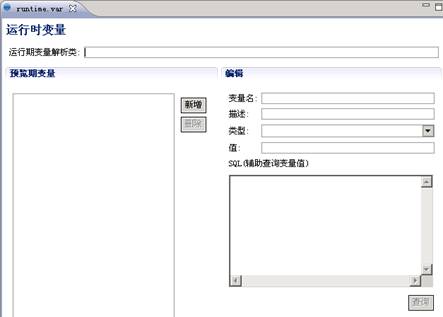 runtime.var
运行时变量
运行期变量解析类:
预览期变量
新增
删除
编辑
变量名:
描述:
类型:
值:
SQL(辅助查询变量值)
查询